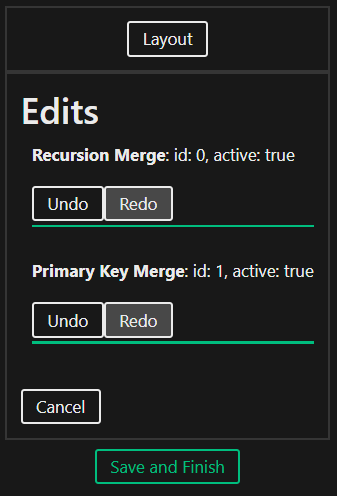 Layout
Edits
Recursion Merge: id: 0, active: true
Undo Redo
Primary Key Merge: id: 1, active: true
Undo Redo
Cancel
Save and Finish